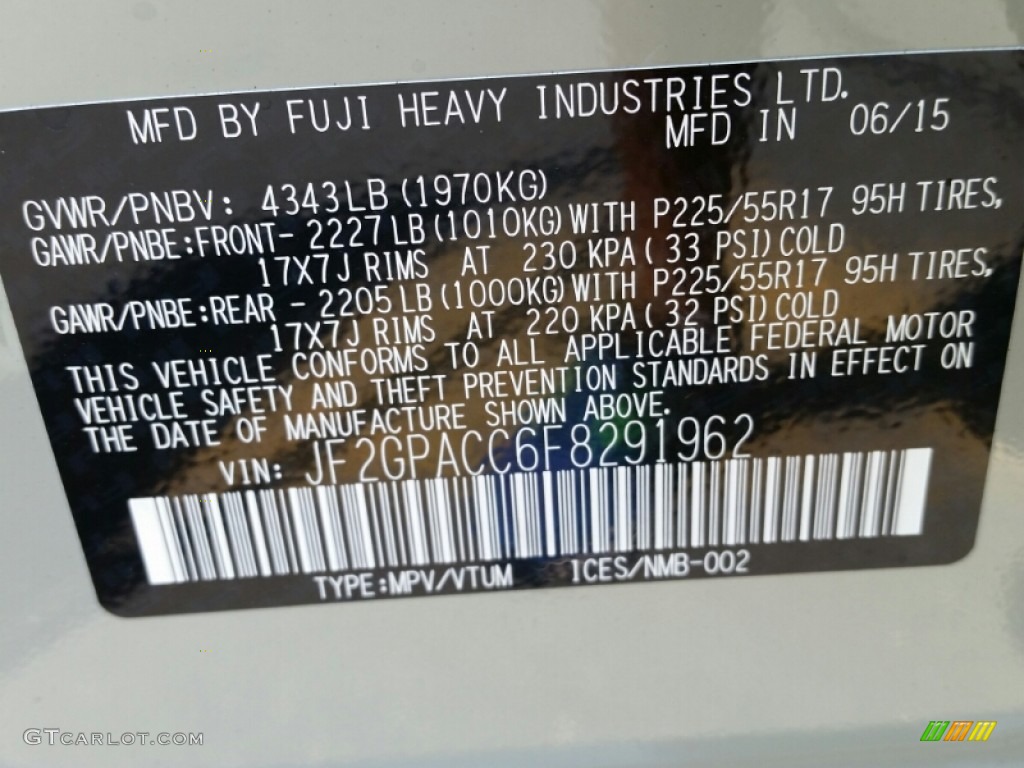 MFD BY FUJI HEAVY INDUSTRIES LTD.
MFD IN 06/15
GVWR/PNBV: 4343LB (1970KG)
GAWR/PNBE:FRONT- 2227LB (1010KG) WITH P225/55R17 95H TIRES,
17X7J RIMS AT 230 KPA ( 33 PSI) COLD
GAWR/PNBE:REAR - 2205LB (1000KG) WITH P225/55R17 95H TIRES,
17X7J RIMS AT 220 KPA ( 32 PSI) COLD
THIS VEHICLE CONFORMS TO ALL APPLICABLE FEDERAL MOTOR
VEHICLE SAFETY AND THEFT PREVENTION STANDARDS IN EFFECT ON
THE DATE OF MANUFACTURE SHOWN ABOVE.
VIN: JF2GPACC6F8291962
TYPE:MPV/VTUM ICES/NMB-002
GTCARLOT.COM